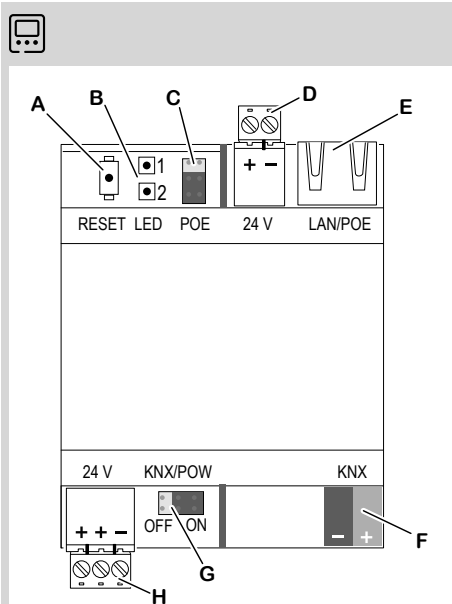 A B C D E
1
2
+ −
RESET LED POE 24 V LAN/POE
24 V KNX/POW KNX
OFF ON
+ + −
− +
F
G
H